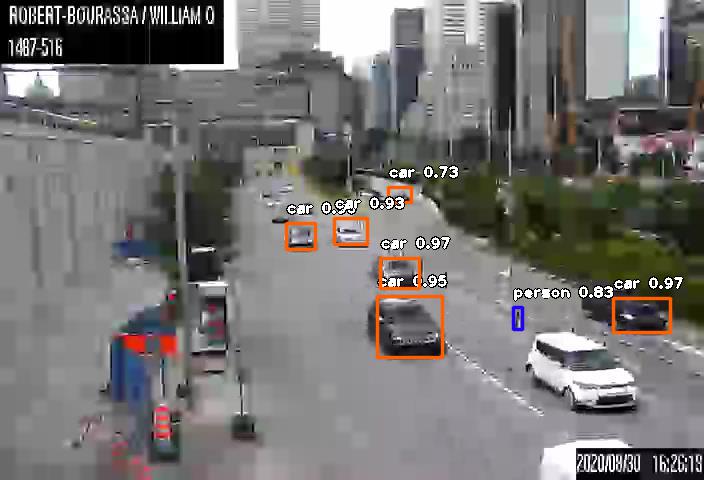 ROBERT-BOURASSA / WILLIAM O
1487-516
car 0.73
car 0.93
car 0.97
car 0.95
person 0.83
car 0.97
2020/08/30 16:26:19